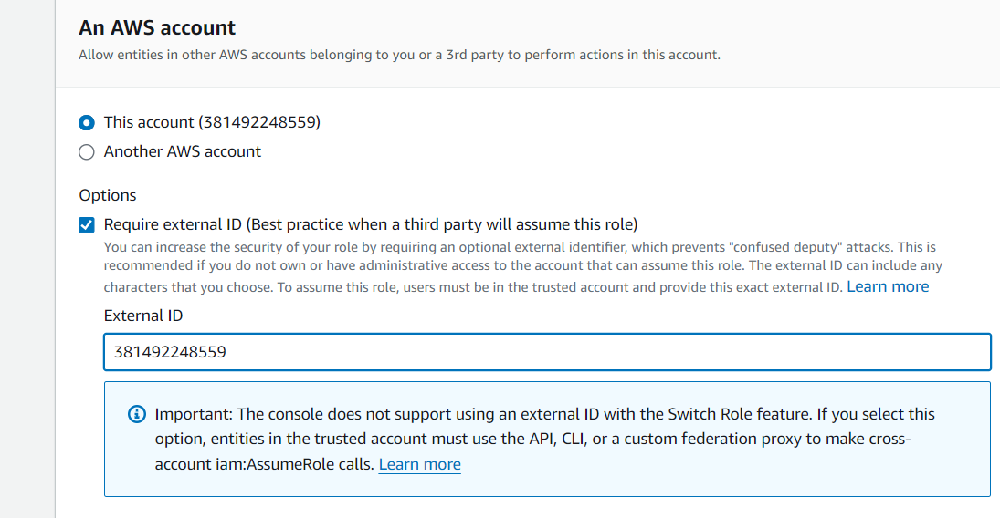 An AWS account
Allow entities in other AWS accounts belonging to you or a 3rd party to perform actions in this account.
This account (381492248559)
Another AWS account
Options
Require external ID (Best practice when a third party will assume this role)
You can increase the security of your role by requiring an optional external identifier, which prevents "confused deputy" attacks. This is
recommended if you do not own or have administrative access to the account that can assume this role. The external ID can include any
characters that you choose. To assume this role, users must be in the trusted account and provide this exact external ID. Learn more
External ID
381492248559
Important: The console does not support using an external ID with the Switch Role feature. If you select this
option, entities in the trusted account must use the API, CLI, or a custom federation proxy to make cross-
account iam:AssumeRole calls. Learn more